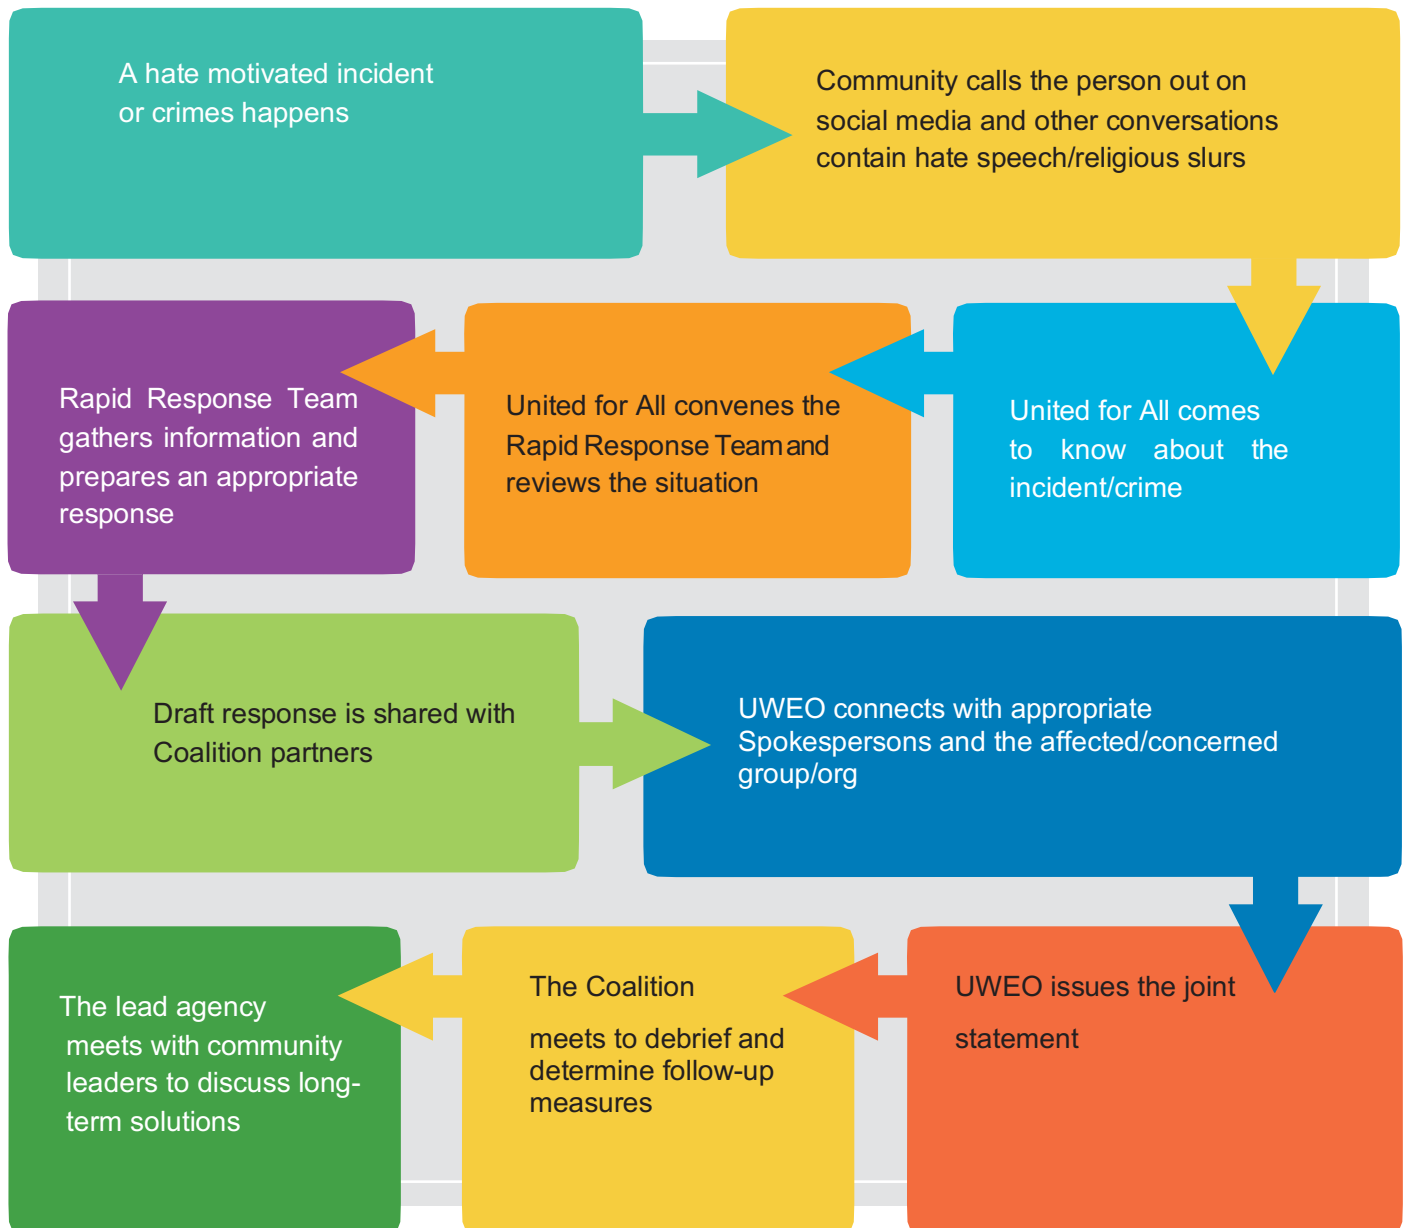 A hate motivated incident
or crimes happens
Community calls the person out on
social media and other conversations
contain hate speech/religious slurs
United for All comes
to know about the
incident/crime
United for All convenes the
Rapid Response Team and
reviews the situation
Rapid Response Team
gathers information and
prepares an appropriate
response
Draft response is shared with
Coalition partners
UWEO connects with appropriate
Spokespersons and the affected/concerned
group/org
UWEO issues the joint
statement
The Coalition
meets to debrief and
determine follow-up
measures
The lead agency
meets with community
leaders to discuss long-
term solutions